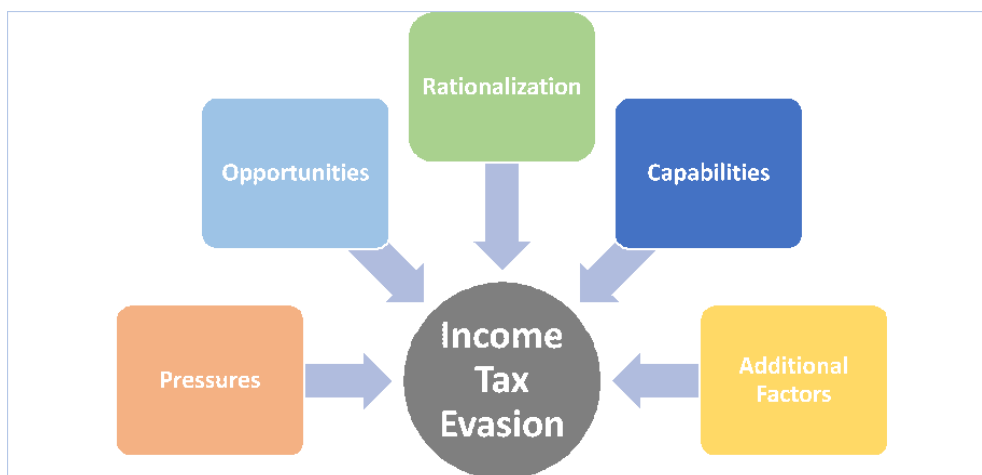 Rationalization
Opportunities
Capabilities
Pressures
Income
Tax
Evasion
Additional
Factors